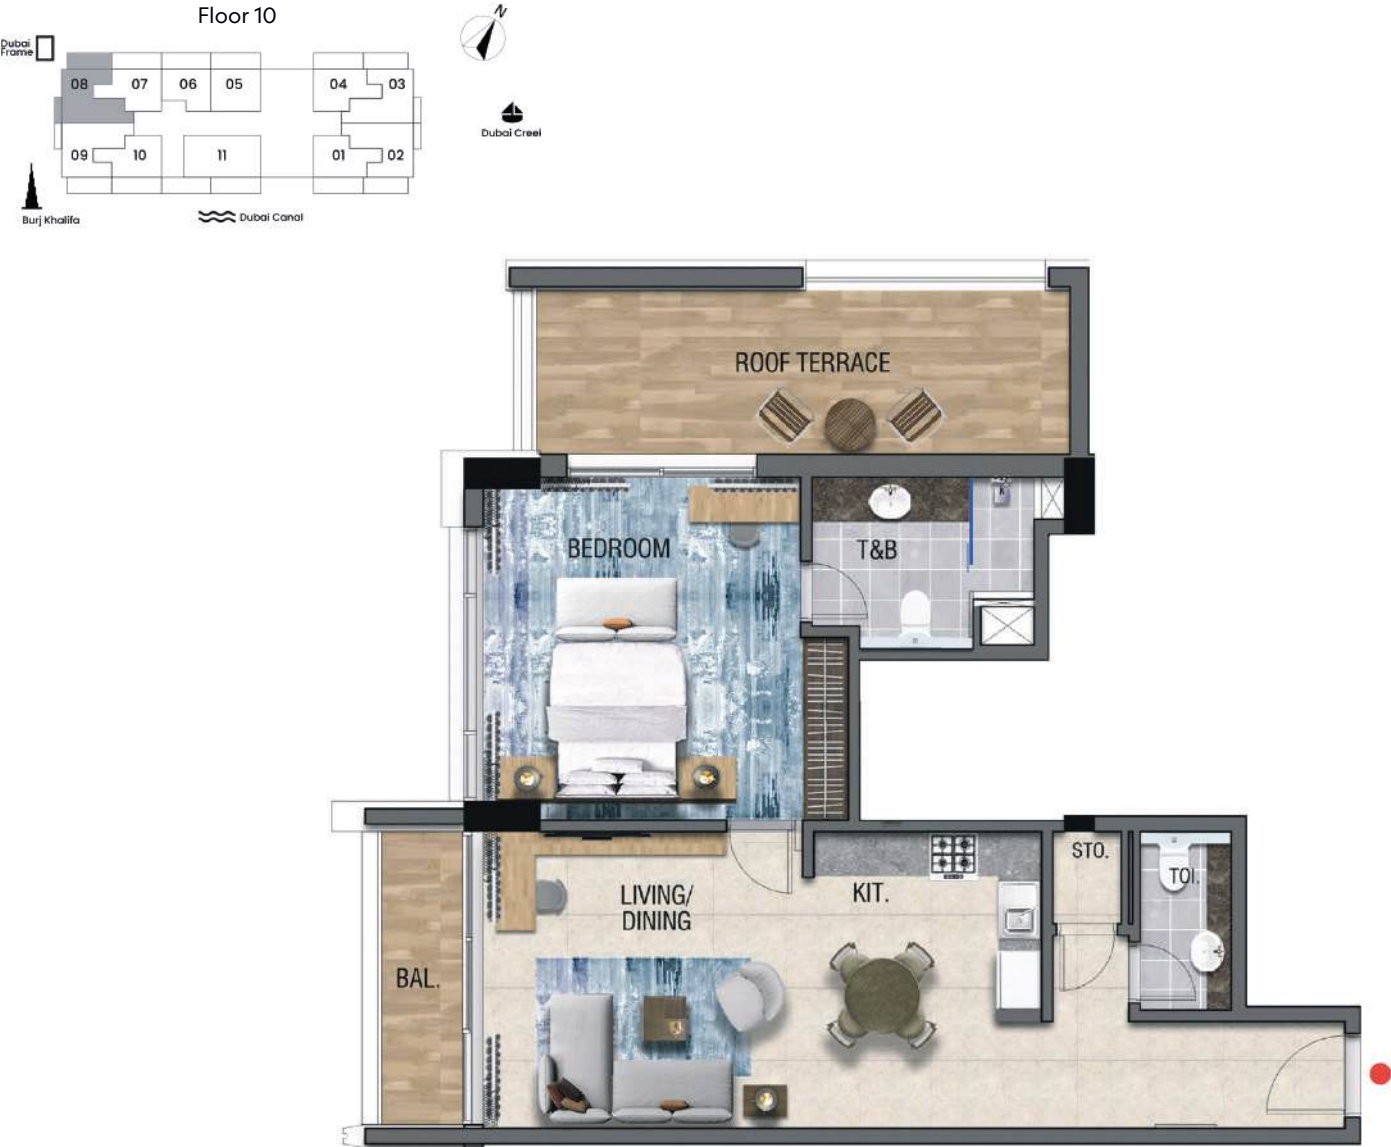 Floor 10
N
Dubai
Frame
08
07
06
05
04
03
Dubai Creel
09
10
11
01
02
Burj Khalifa
Dubai Canal
ROOF TERRACE
BEDROOM
T&B
STO.
LIVING/
DINING
KIT.
TOI.
BAL.